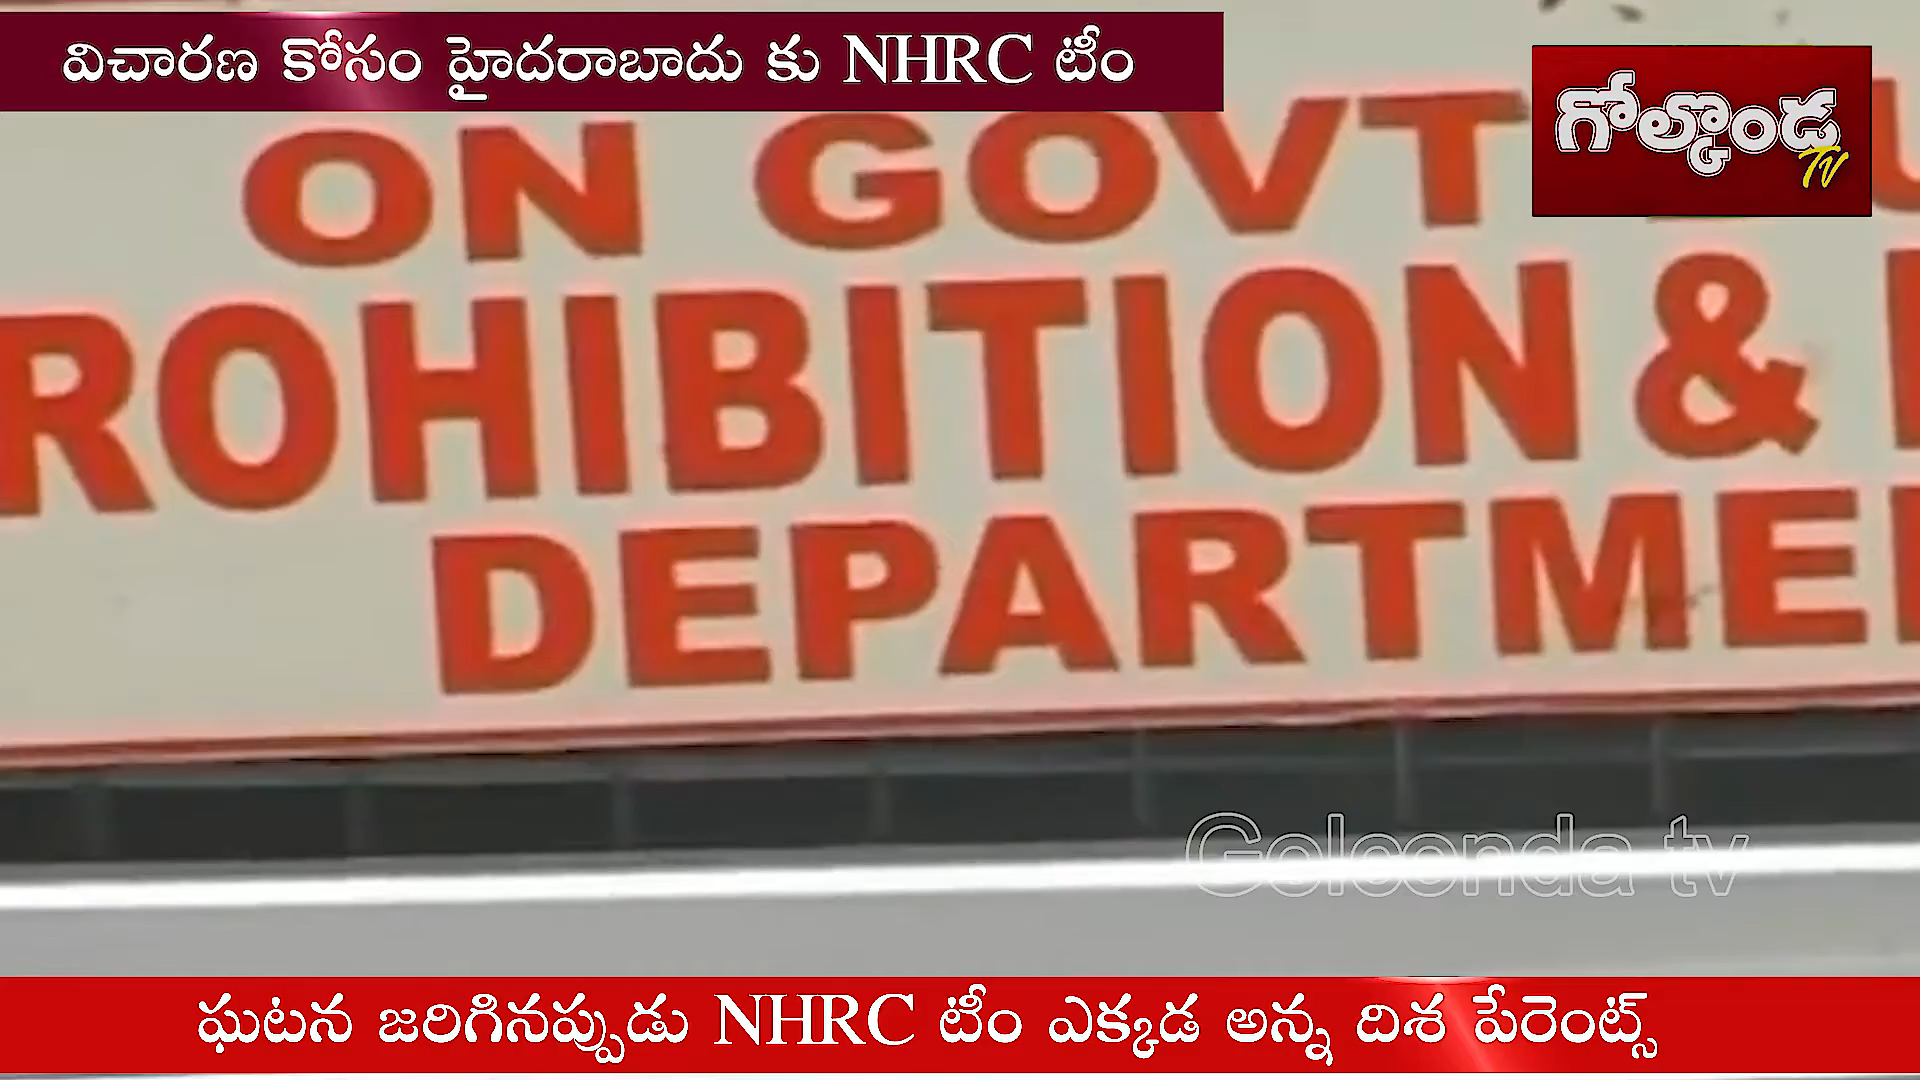 విచారణ కోసం హైదరాబాదు కు NHRC టీం
గోల్కొండ
TV
ON GOVT
ROHIBITION &
DEPARTME
Golconda tv
ఘటన జరిగినప్పుడు NHRC టీం ఎక్కడ అన్న దిశ పేరెంట్స్